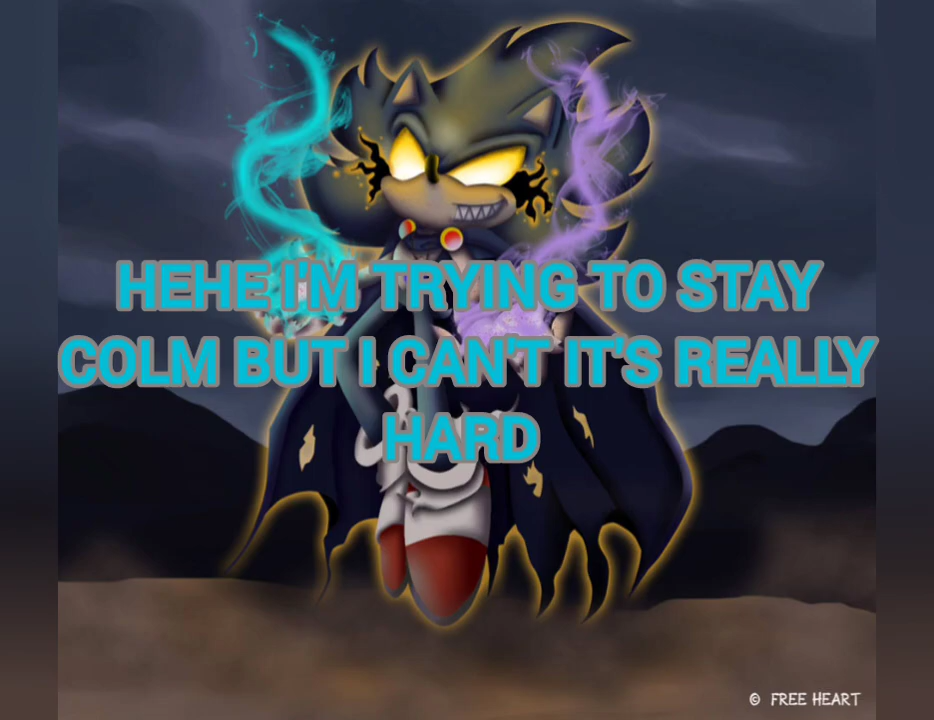 HEHE I'M TRYING TO STAY
COLM BUT I CAN'T IT'S REALLY
HARD
© FREE HEART